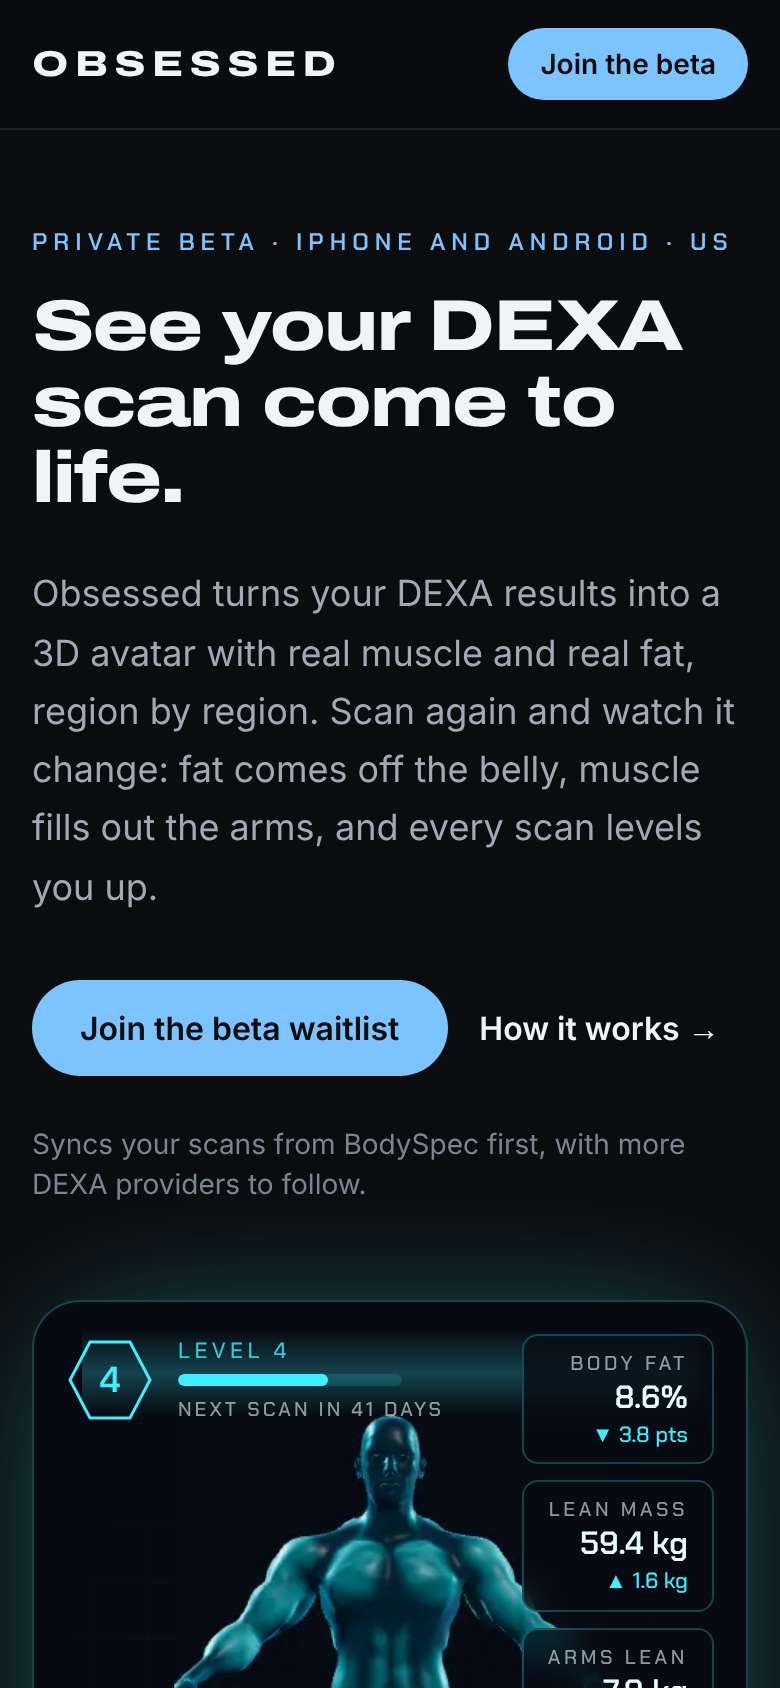 OBSESSED
Join the beta
PRIVATE BETA · IPHONE AND ANDROID · US
See your DEXA
scan come to
life.
Obsessed turns your DEXA results into a
3D avatar with real muscle and real fat,
region by region. Scan again and watch it
change: fat comes off the belly, muscle
fills out the arms, and every scan levels
you up.
Join the beta waitlist
How it works →
Syncs your scans from BodySpec first, with more
DEXA providers to follow.
4
LEVEL 4
NEXT SCAN IN 41 DAYS
BODY FAT
8.6%
▼ 3.8 pts
LEAN MASS
59.4 kg
▲ 1.6 kg
ARMS LEAN